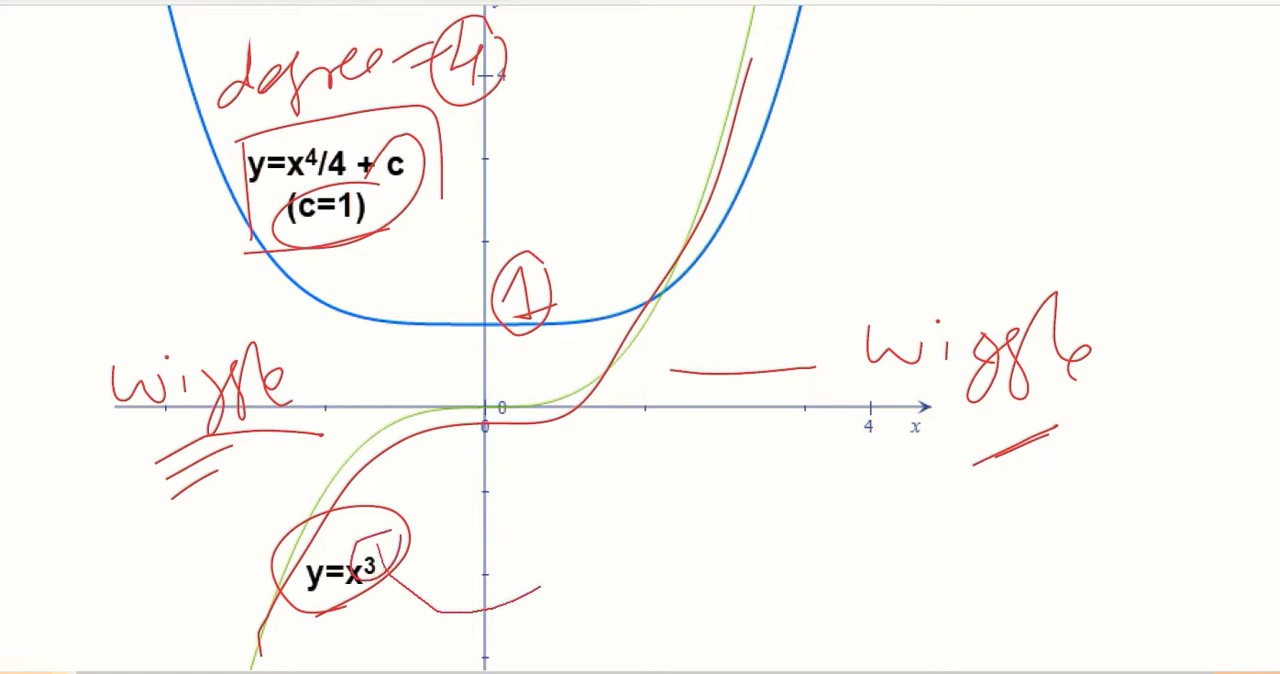 degree = 4
4
y=x⁴/4 + c
(c=1)
1
wiggle
wiggle
0
0
4
x
y=x³